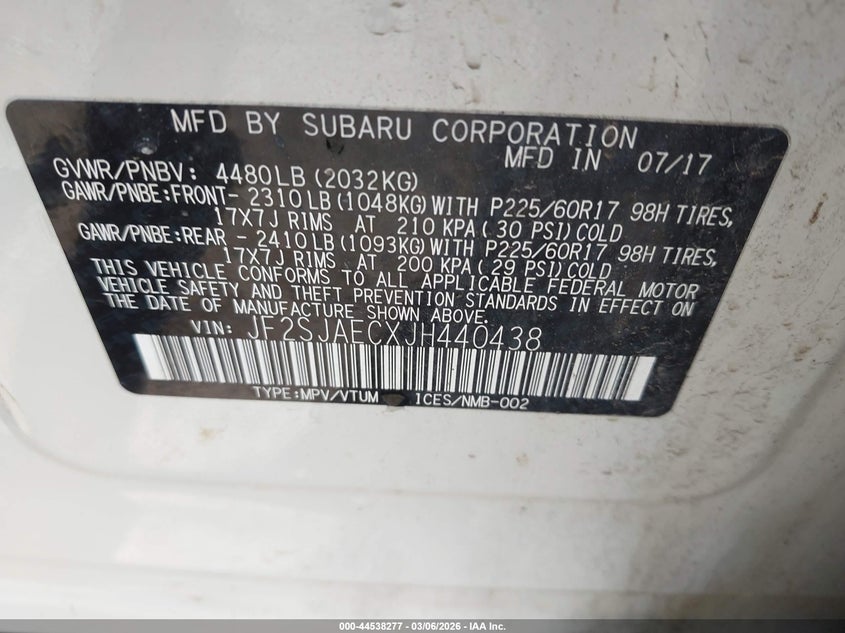 MFD BY SUBARU CORPORATION
MFD IN 07/17
GVWR/PNBV: 4480LB (2032KG)
GAWR/PNBE:FRONT- 2310LB (1048KG) WITH P225/60R17 98H TIRES,
17X7J RIMS AT 210 KPA( 30 PSI) COLD
GAWR/PNBE:REAR - 2410LB (1093KG) WITH P225/60R17 98H TIRES,
17X7J RIMS AT 200 KPA( 29 PSI) COLD
THIS VEHICLE CONFORMS TO ALL APPLICABLE FEDERAL MOTOR
VEHICLE SAFETY AND THEFT PREVENTION STANDARDS IN EFFECT ON
THE DATE OF MANUFACTURE SHOWN ABOVE.
VIN: JF2SJAECXJH440438
TYPE:MPV/VTUM ICES/NMB-002
000-44538277 - 03/06/2026 - IAA Inc.